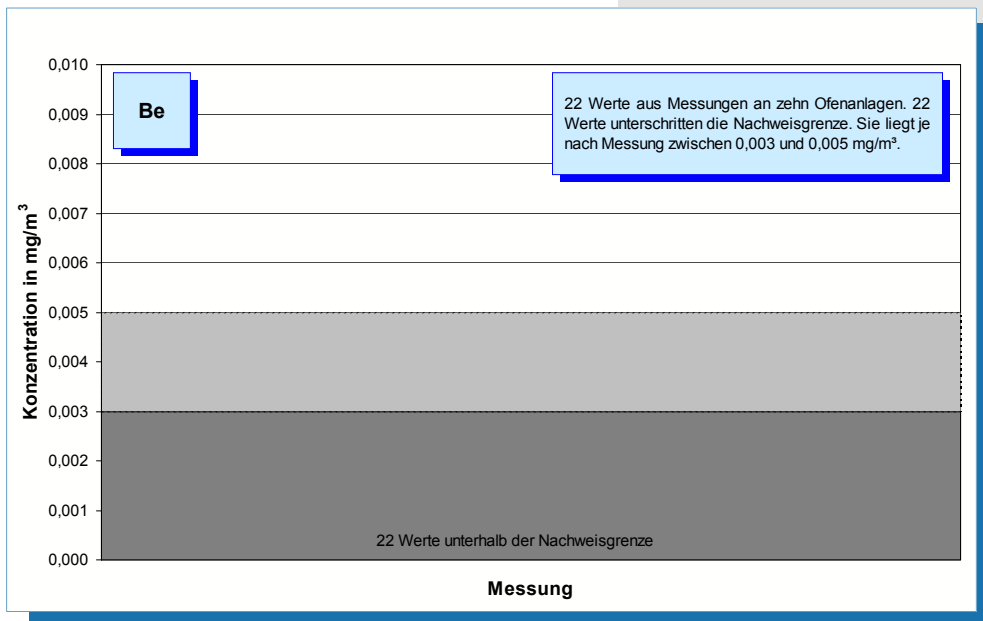 Be
22 Werte aus Messungen an zehn Ofenanlagen. 22
Werte unterschritten die Nachweisgrenze. Sie liegt je
nach Messung zwischen 0,003 und 0,005 mg/m³.
Konzentration in mg/m³
0,010
0,009
0,008
0,007
0,006
0,005
0,004
0,003
0,002
0,001
0,000
22 Werte unterhalb der Nachweisgrenze
Messung